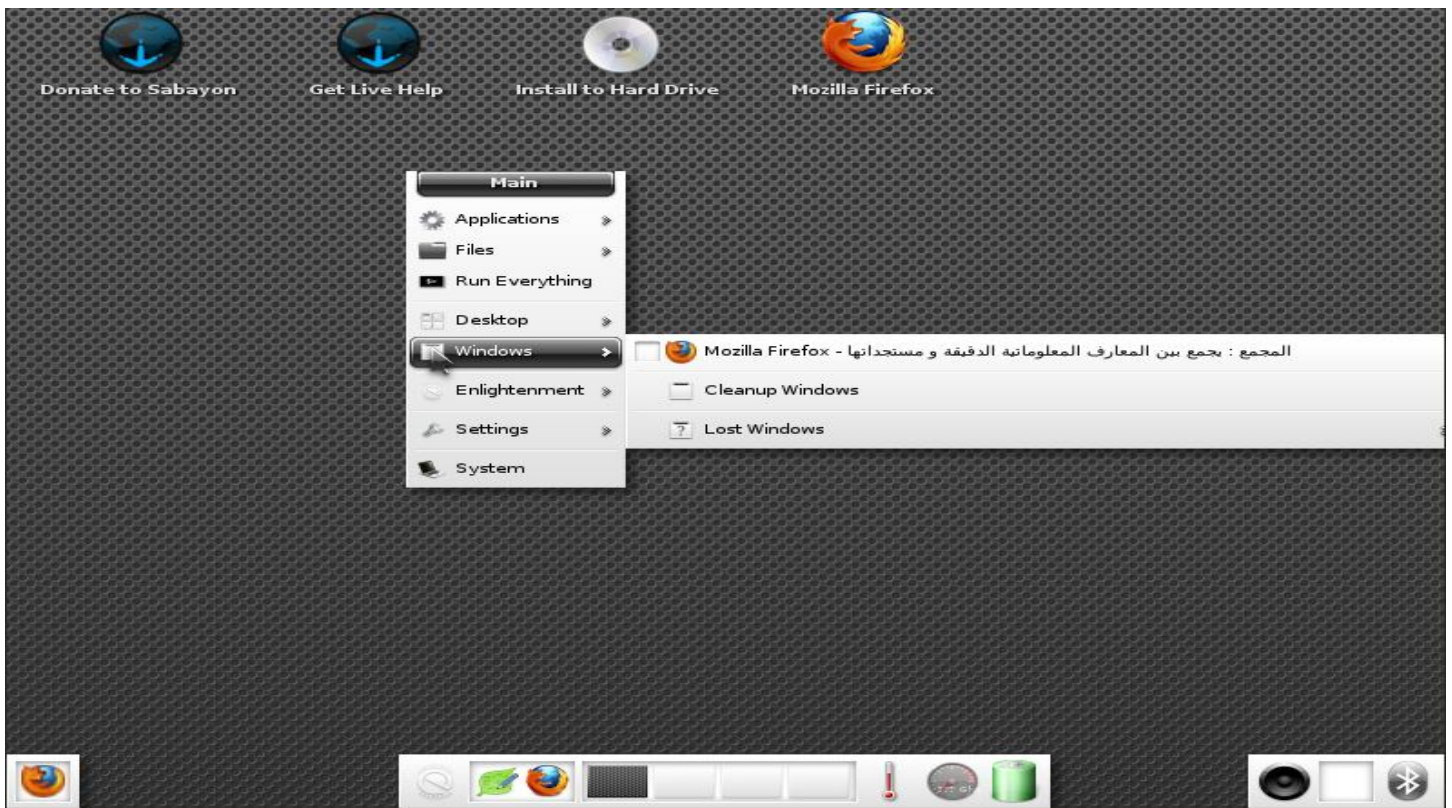 Donate to Sabayon
Get Live Help
Install to Hard Drive
Mozilla Firefox
Main
Applications
Files
Run Everything
Desktop
Windows
Enlightenment
Settings
System
المجمع : يجمع بين المعارف المعلوماتية الدقيقة و مستجداتها - Mozilla Firefox
Cleanup Windows
Lost Windows